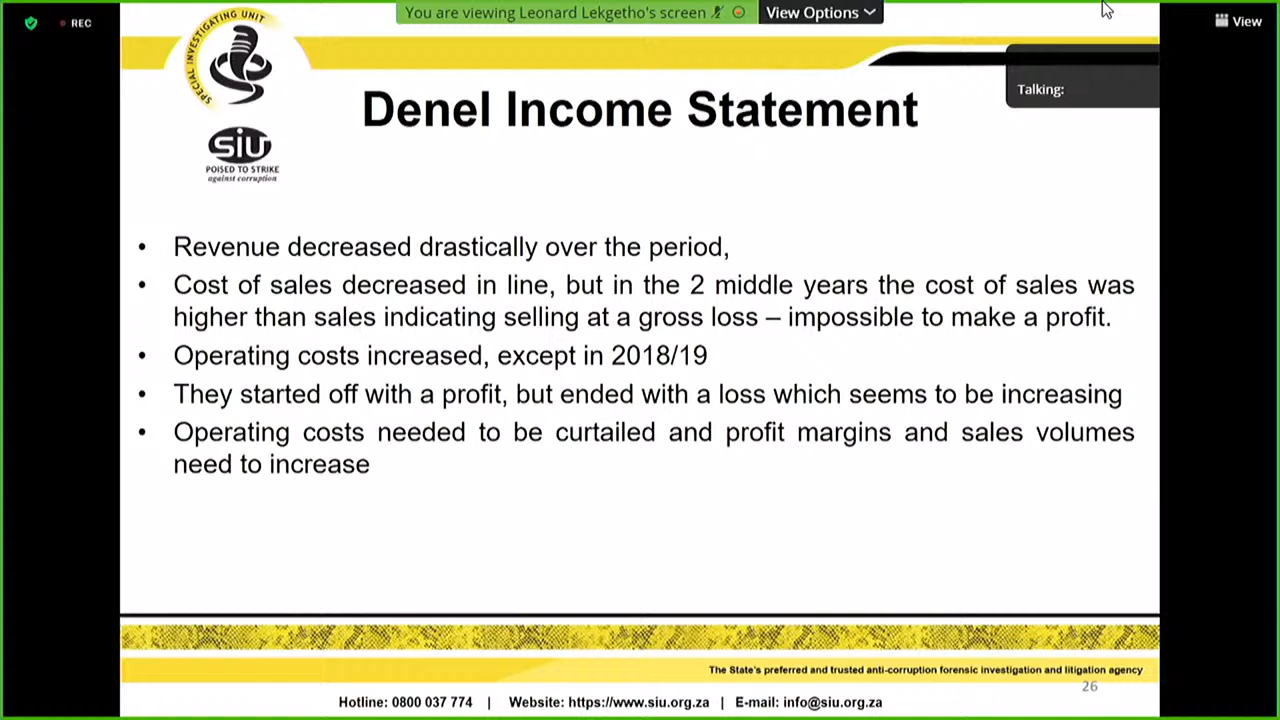 REC
You are viewing Leonard Lekgetho's screen
View Options
View
Talking:
SPECIAL INVESTIGATING UNIT
SIU
POISED TO STRIKE
against corruption
Denel Income Statement
• Revenue decreased drastically over the period,
• Cost of sales decreased in line, but in the 2 middle years the cost of sales was
higher than sales indicating selling at a gross loss – impossible to make a profit.
• Operating costs increased, except in 2018/19
• They started off with a profit, but ended with a loss which seems to be increasing
• Operating costs needed to be curtailed and profit margins and sales volumes
need to increase
The State's preferred and trusted anti-corruption forensic investigation and litigation agency
26
Hotline: 0800 037 774 | Website: https://www.siu.org.za | E-mail: info@siu.org.za